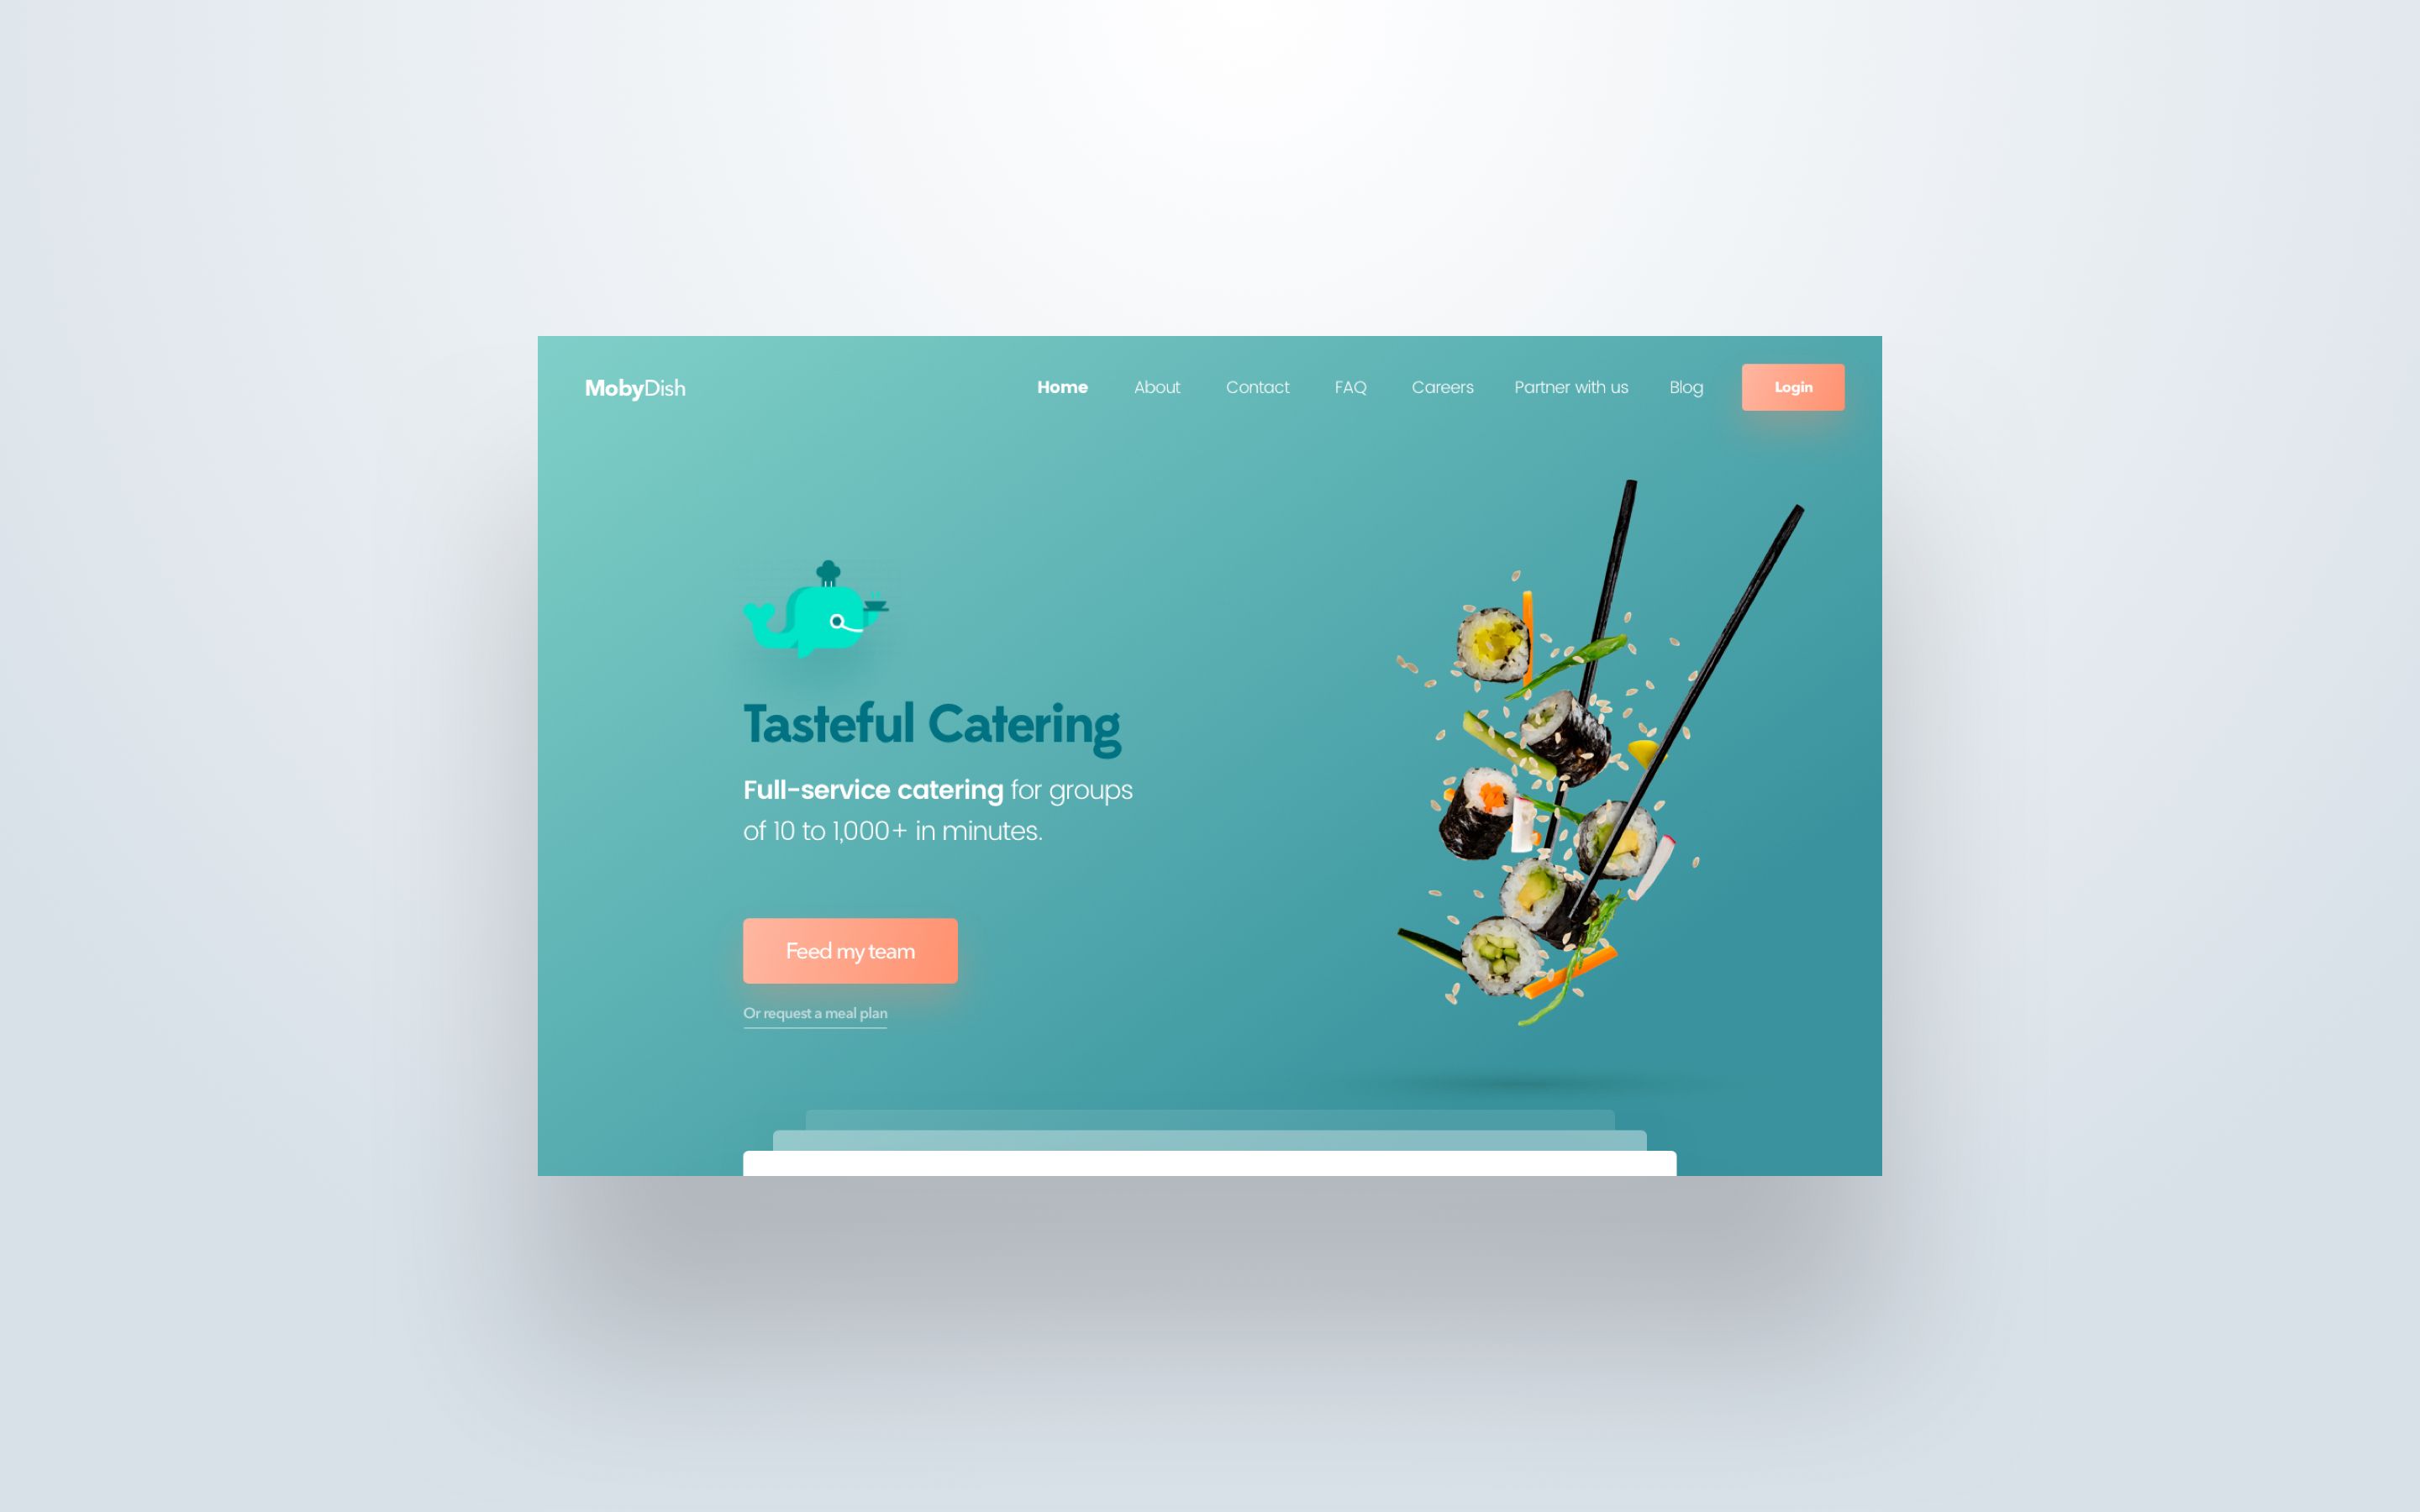 MobyDish
Home About Contact FAQ Careers Partner with us Blog Login
Tasteful Catering
Full-service catering for groups
of 10 to 1,000+ in minutes.
Feed my team
Or request a meal plan